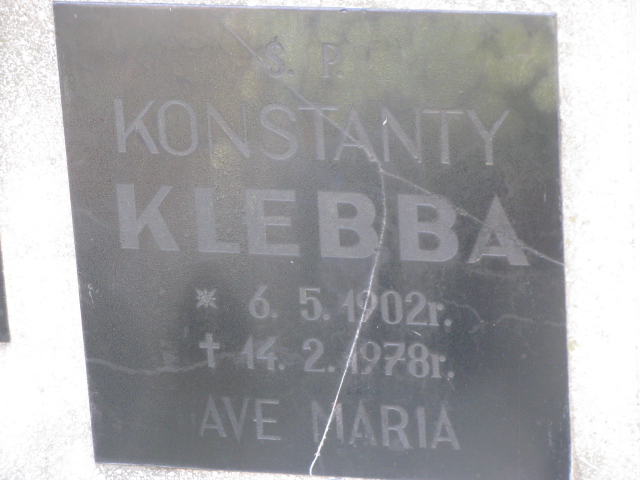 S. P.
KONSTANTY
KLEBBA
* 6. 5. 1902r.
† 14. 2. 1978r.
AVE MARIA